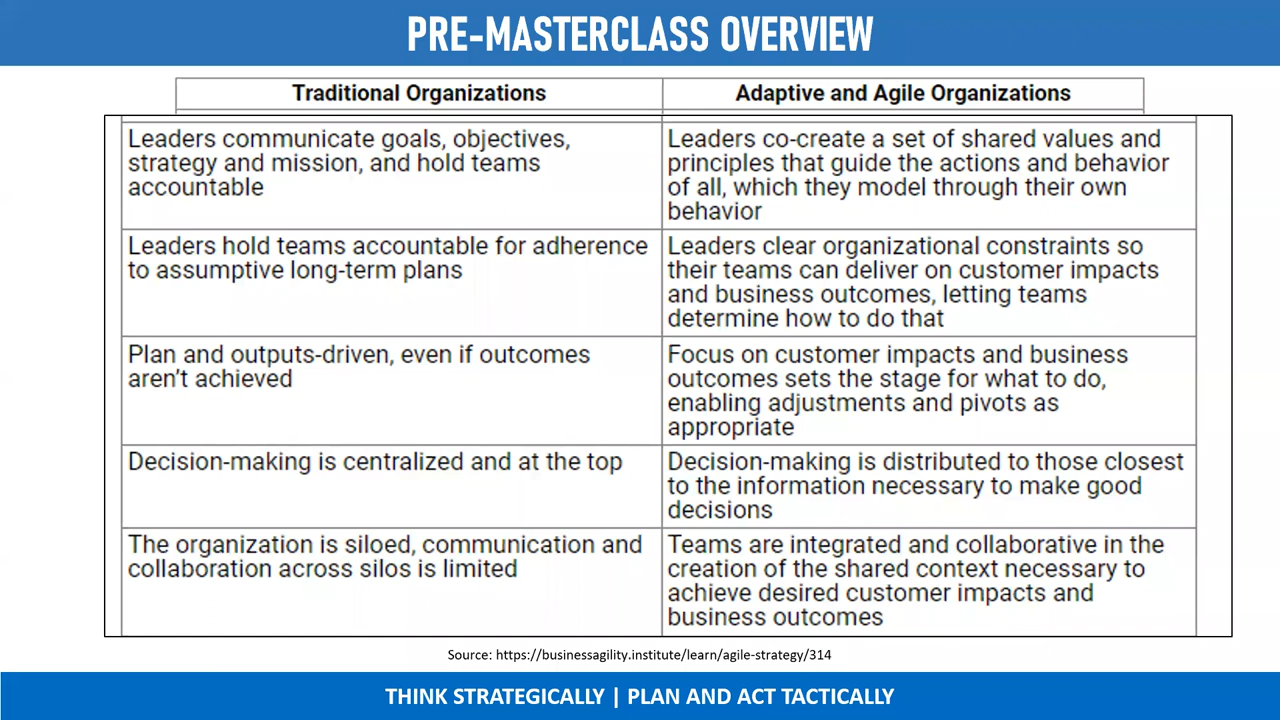 PRE-MASTERCLASS OVERVIEW
Traditional Organizations
Adaptive and Agile Organizations
Leaders communicate goals, objectives,
strategy and mission, and hold teams
accountable
Leaders co-create a set of shared values and
principles that guide the actions and behavior
of all, which they model through their own
behavior
Leaders hold teams accountable for adherence
to assumptive long-term plans
Leaders clear organizational constraints so
their teams can deliver on customer impacts
and business outcomes, letting teams
determine how to do that
Plan and outputs-driven, even if outcomes
aren't achieved
Focus on customer impacts and business
outcomes sets the stage for what to do,
enabling adjustments and pivots as
appropriate
Decision-making is centralized and at the top
Decision-making is distributed to those closest
to the information necessary to make good
decisions
The organization is siloed, communication and
collaboration across silos is limited
Teams are integrated and collaborative in the
creation of the shared context necessary to
achieve desired customer impacts and
business outcomes
Source: https://businessagility.institute/learn/agile-strategy/314
THINK STRATEGICALLY | PLAN AND ACT TACTICALLY